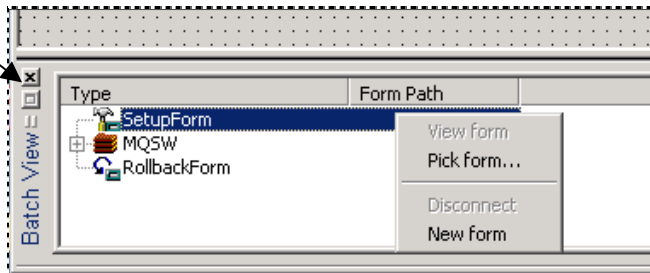 Type Form Path
SetupForm
MQSW
RollbackForm
View form
Pick form...
Disconnect
New form
Batch View